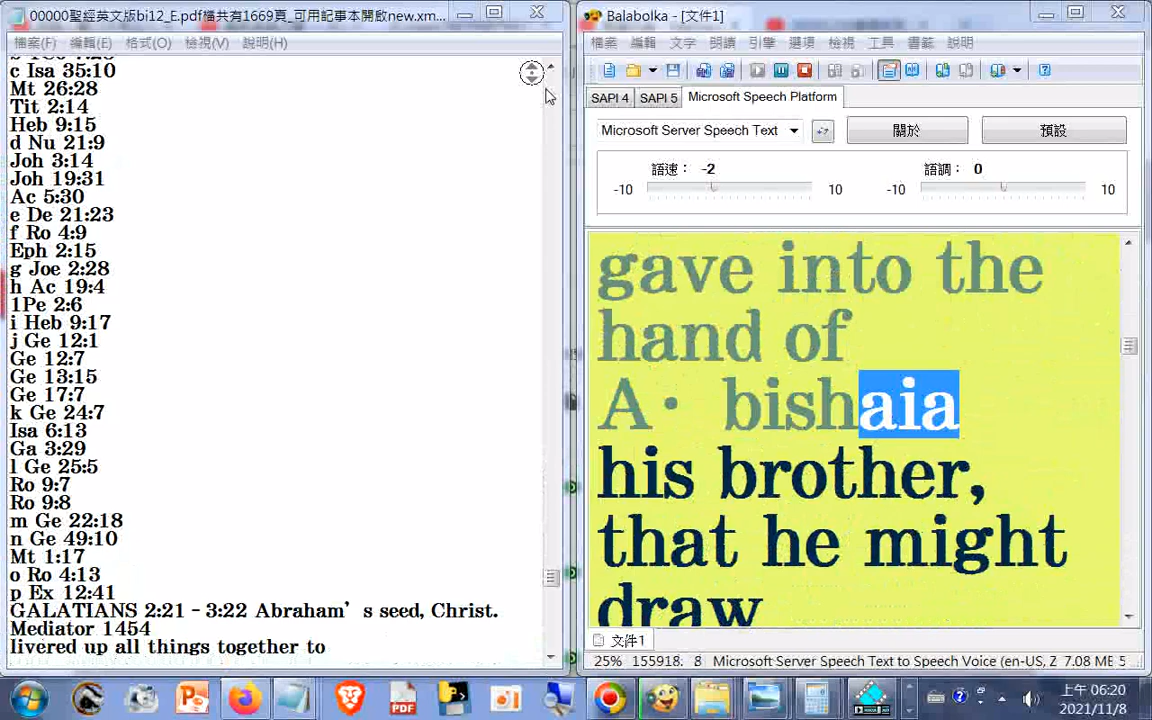 00000聖經英文版bi12_E.pdf檔共有1669頁_可用記事本開啟new.xm...
檔案(F) 編輯(E) 格式(O) 檢視(V) 說明(H)
c Isa 35:10
Mt 26:28
Tit 2:14
Heb 9:15
d Nu 21:9
Joh 3:14
Joh 19:31
Ac 5:30
e De 21:23
f Ro 4:9
Eph 2:15
g Joe 2:28
h Ac 19:4
1Pe 2:6
i Heb 9:17
j Ge 12:1
Ge 12:7
Ge 13:15
Ge 17:7
k Ge 24:7
Isa 6:13
Ga 3:29
l Ge 25:5
Ro 9:7
Ro 9:8
m Ge 22:18
n Ge 49:10
Mt 1:17
o Ro 4:13
p Ex 12:41
GALATIANS 2:21 – 3:22 Abraham’s seed, Christ.
Mediator 1454
livered up all things together to
Balabolka - [文件1]
檔案 編輯 文字 朗讀 引擎 選項 檢視 工具 書籤 說明
SAPI 4 SAPI 5 Microsoft Speech Platform
Microsoft Server Speech Text 關於 預設
語速： -2 語調： 0
-10 10 -10 10
gave into the
hand of
A· bishaia
his brother,
that he might
draw
文件1
25% 155918: 8 Microsoft Server Speech Text to Speech Voice (en-US, Z 7.08 MB
PDF
上午 06:20
2021/11/8